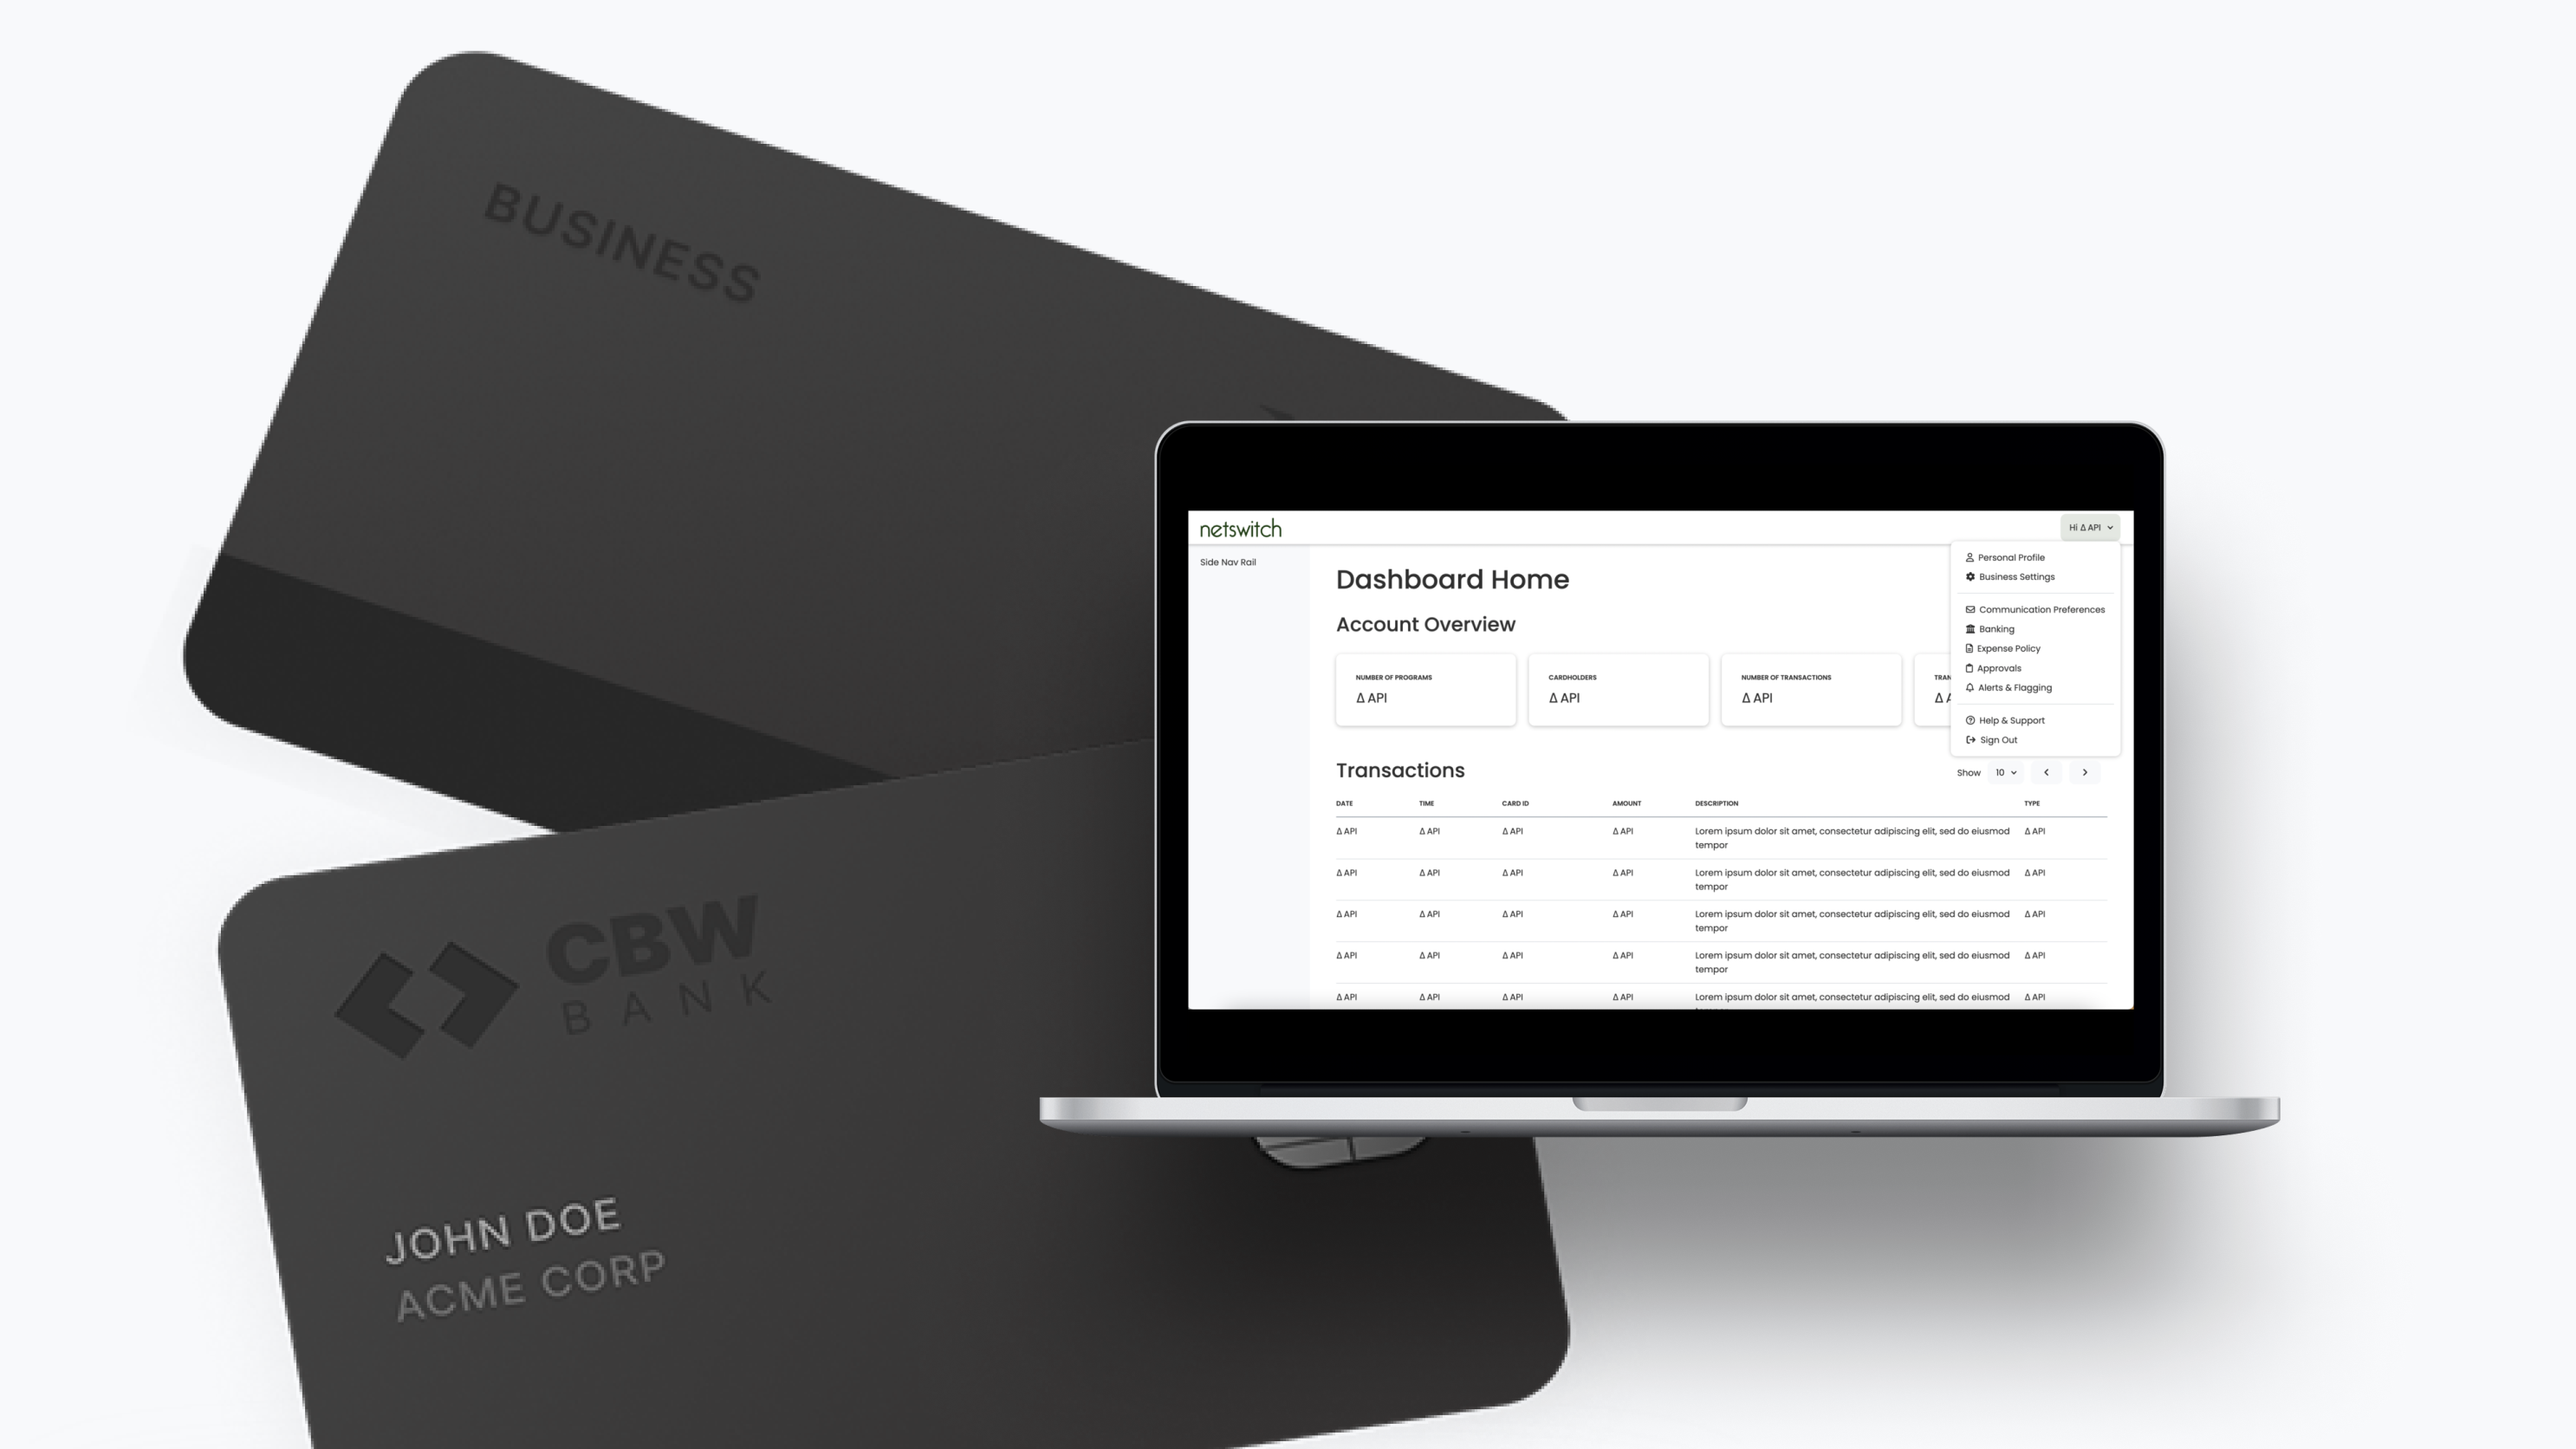 BUSINESS
CBW
BANK
JOHN DOE
ACME CORP
netswitch
Hi Δ API
Side Nav Rail
Dashboard Home
Account Overview
NUMBER OF PROGRAMS
Δ API
CARDHOLDERS
Δ API
NUMBER OF TRANSACTIONS
Δ API
Personal Profile
Business Settings
Communication Preferences
Banking
Expense Policy
Approvals
Alerts & Flagging
Help & Support
Sign Out
Transactions
Show 10
DATE TIME CARD ID AMOUNT DESCRIPTION TYPE
Δ API Δ API Δ API Δ API Lorem ipsum dolor sit amet, consectetur adipiscing elit, sed do eiusmod Δ API
tempor
Δ API Δ API Δ API Δ API Lorem ipsum dolor sit amet, consectetur adipiscing elit, sed do eiusmod Δ API
tempor
Δ API Δ API Δ API Δ API Lorem ipsum dolor sit amet, consectetur adipiscing elit, sed do eiusmod Δ API
tempor
Δ API Δ API Δ API Δ API Lorem ipsum dolor sit amet, consectetur adipiscing elit, sed do eiusmod Δ API
tempor
Δ API Δ API Δ API Δ API Lorem ipsum dolor sit amet, consectetur adipiscing elit, sed do eiusmod Δ API